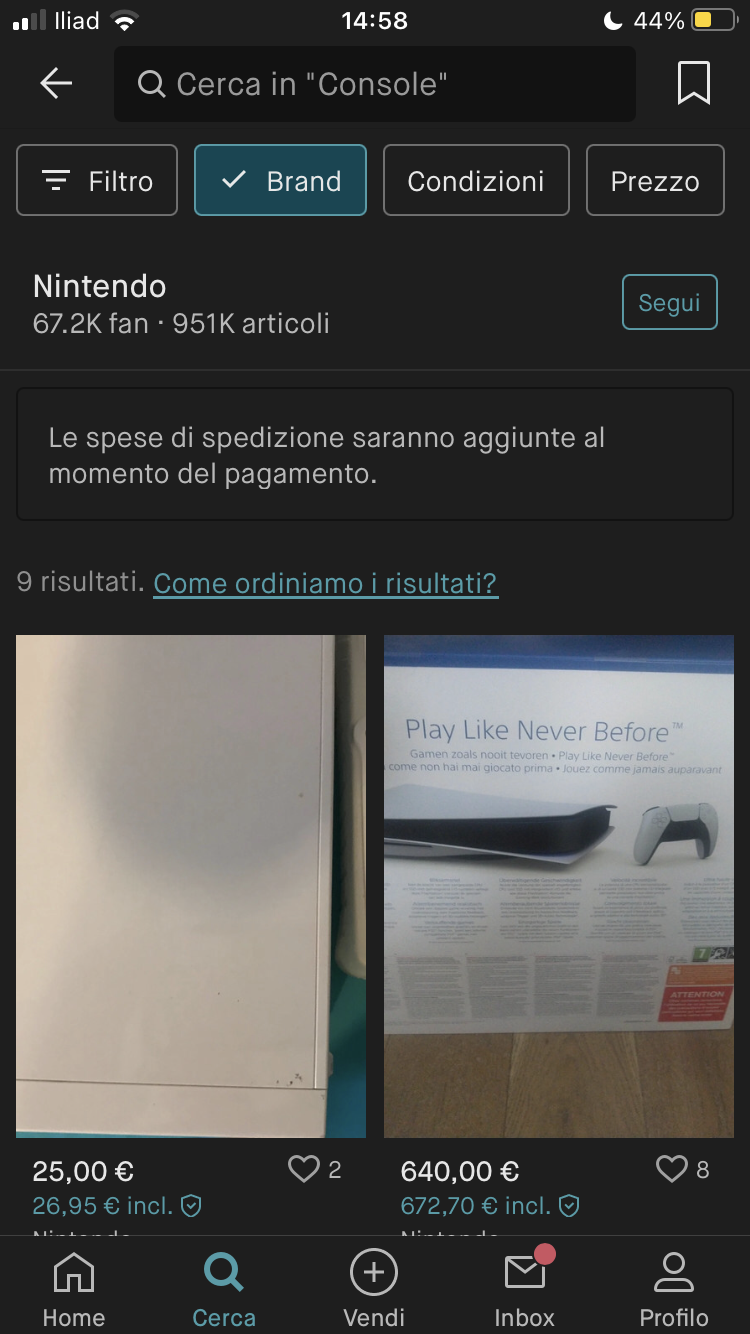 Iliad 14:58 44%
Cerca in "Console"
Filtro Brand Condizioni Prezzo
Nintendo
67.2K fan · 951K articoli
Segui
Le spese di spedizione saranno aggiunte al
momento del pagamento.
9 risultati. Come ordiniamo i risultati?
Play Like Never Before™
Gamen zoals nooit tevoren • Play Like Never Before™
come non hai mai giocato prima • Jouez comme jamais auparavant
7
ATTENTION
25,00 € 2
26,95 € incl.
640,00 € 8
672,70 € incl.
Home Cerca Vendi Inbox Profilo